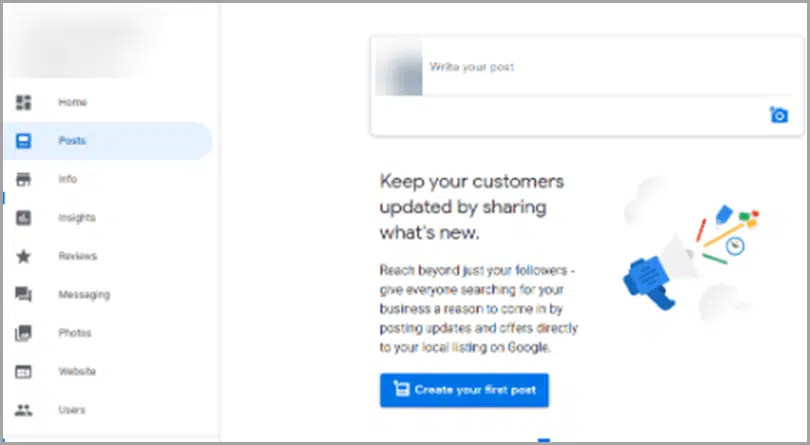 Home
Posts
Info
Insights
Reviews
Messaging
Photos
Website
Users
Write your post
Keep your customers
updated by sharing
what's new.
Reach beyond just your followers -
give everyone searching for your
business a reason to come in by
posting updates and offers directly
to your local listing on Google.
Create your first post